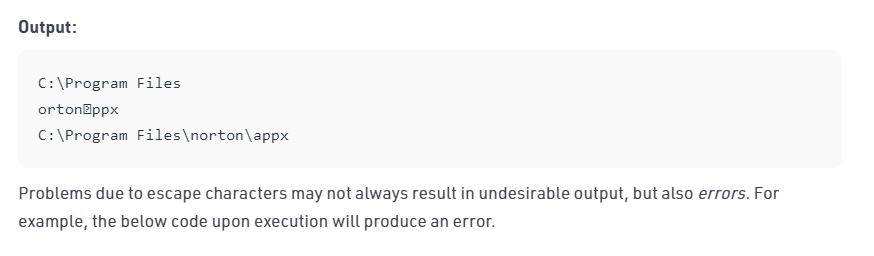 Output:
C:\Program Files
orton⍰ppx
C:\Program Files\norton\appx
Problems due to escape characters may not always result in undesirable output, but also errors. For
example, the below code upon execution will produce an error.